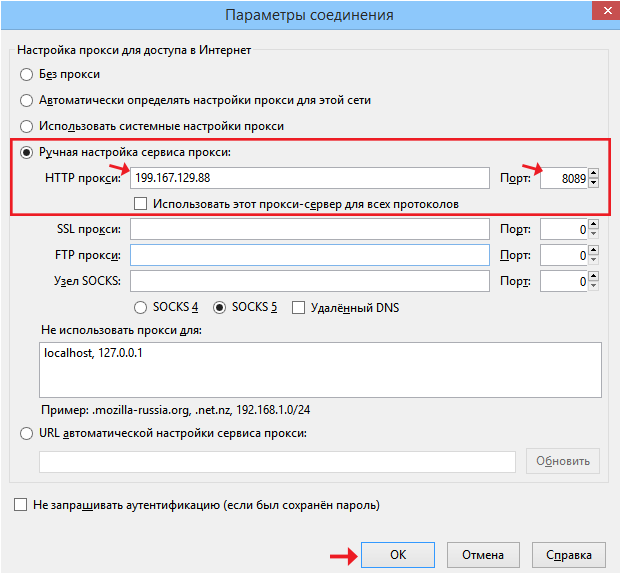 Параметры соединения
Настройка прокси для доступа в Интернет
Без прокси
Автоматически определять настройки прокси для этой сети
Использовать системные настройки прокси
Ручная настройка сервиса прокси:
HTTP прокси: 199.167.129.88 Порт: 8089
Использовать этот прокси-сервер для всех протоколов
SSL прокси: Порт: 0
FTP прокси: Порт: 0
Узел SOCKS: Порт: 0
SOCKS 4 SOCKS 5 Удалённый DNS
Не использовать прокси для:
localhost, 127.0.0.1
Пример: .mozilla-russia.org, .net.nz, 192.168.1.0/24
URL автоматической настройки сервиса прокси:
Обновить
Не запрашивать аутентификацию (если был сохранён пароль)
OK Отмена Справка